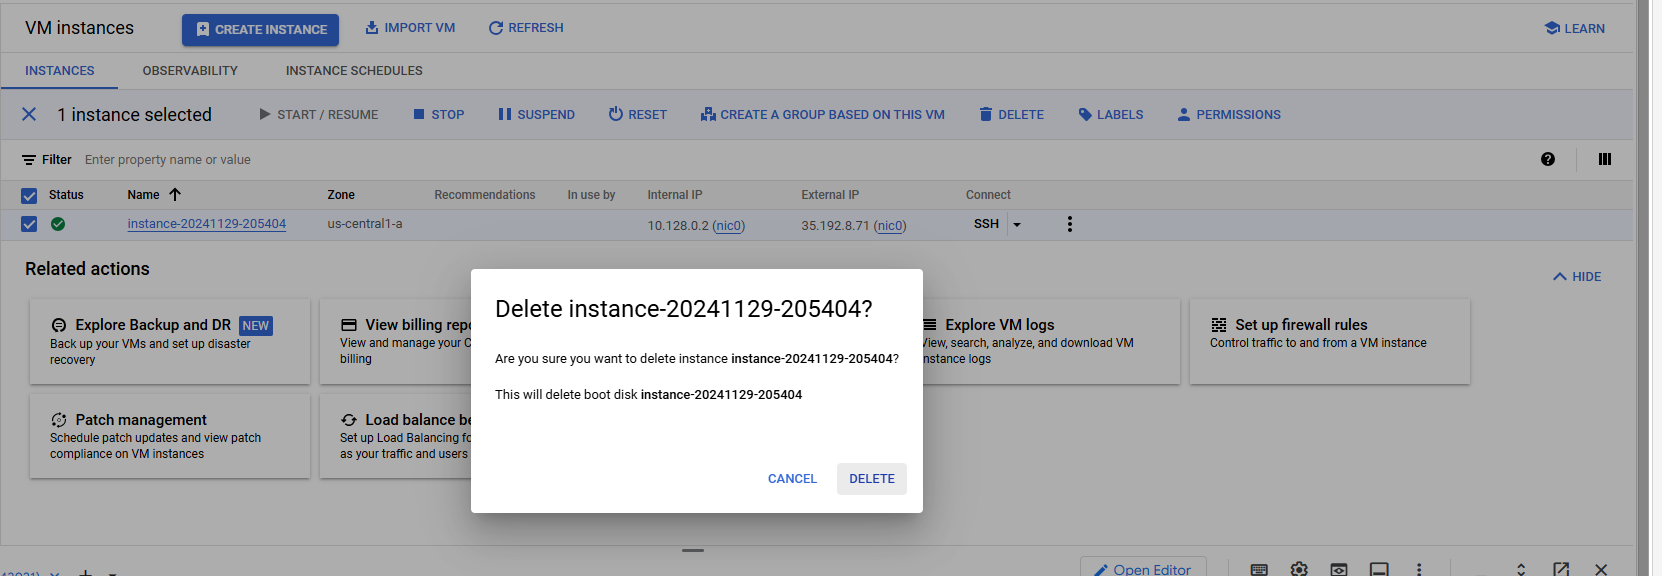 VM instances
CREATE INSTANCE
IMPORT VM
REFRESH
LEARN
INSTANCES
OBSERVABILITY
INSTANCE SCHEDULES
1 instance selected
START / RESUME
STOP
SUSPEND
RESET
CREATE A GROUP BASED ON THIS VM
DELETE
LABELS
PERMISSIONS
Filter Enter property name or value
Status Name Zone Recommendations In use by Internal IP External IP Connect
instance-20241129-205404 us-central1-a 10.128.0.2 (nic0) 35.192.8.71 (nic0) SSH
Related actions
HIDE
Explore Backup and DR NEW
Back up your VMs and set up disaster
recovery
View billing repo
View and manage your C
billing
Explore VM logs
View, search, analyze, and download VM
instance logs
Set up firewall rules
Control traffic to and from a VM instance
Patch management
Schedule patch updates and view patch
compliance on VM instances
Load balance be
Set up Load Balancing fo
as your traffic and users
Delete instance-20241129-205404?
Are you sure you want to delete instance instance-20241129-205404?
This will delete boot disk instance-20241129-205404
CANCEL
DELETE
Open Editor